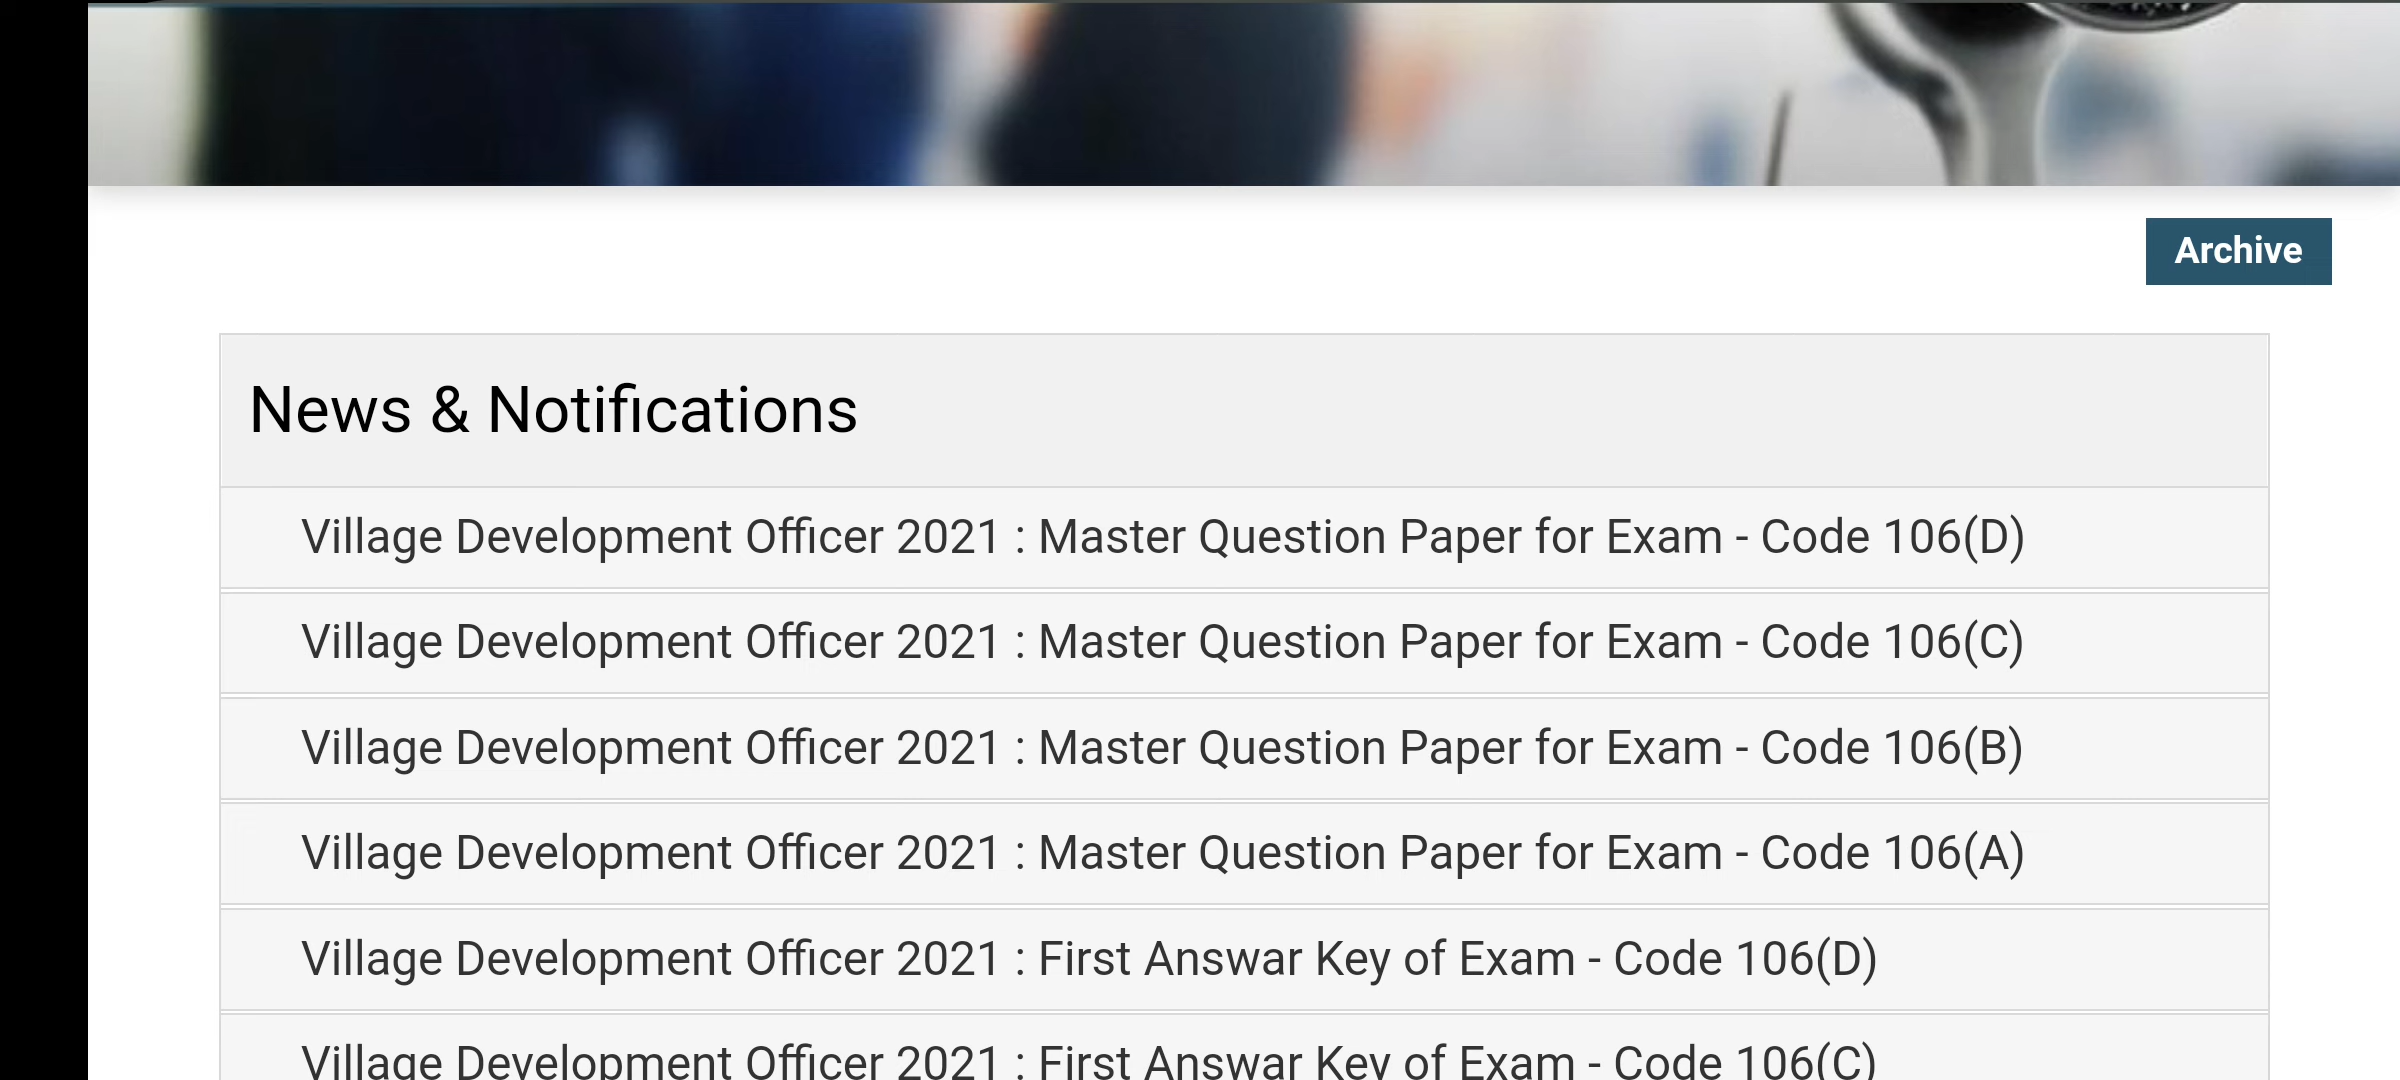 Archive
News & Notifications
Village Development Officer 2021 : Master Question Paper for Exam - Code 106(D)
Village Development Officer 2021 : Master Question Paper for Exam - Code 106(C)
Village Development Officer 2021 : Master Question Paper for Exam - Code 106(B)
Village Development Officer 2021 : Master Question Paper for Exam - Code 106(A)
Village Development Officer 2021 : First Answar Key of Exam - Code 106(D)
Village Development Officer 2021 : First Answar Key of Exam - Code 106(C)